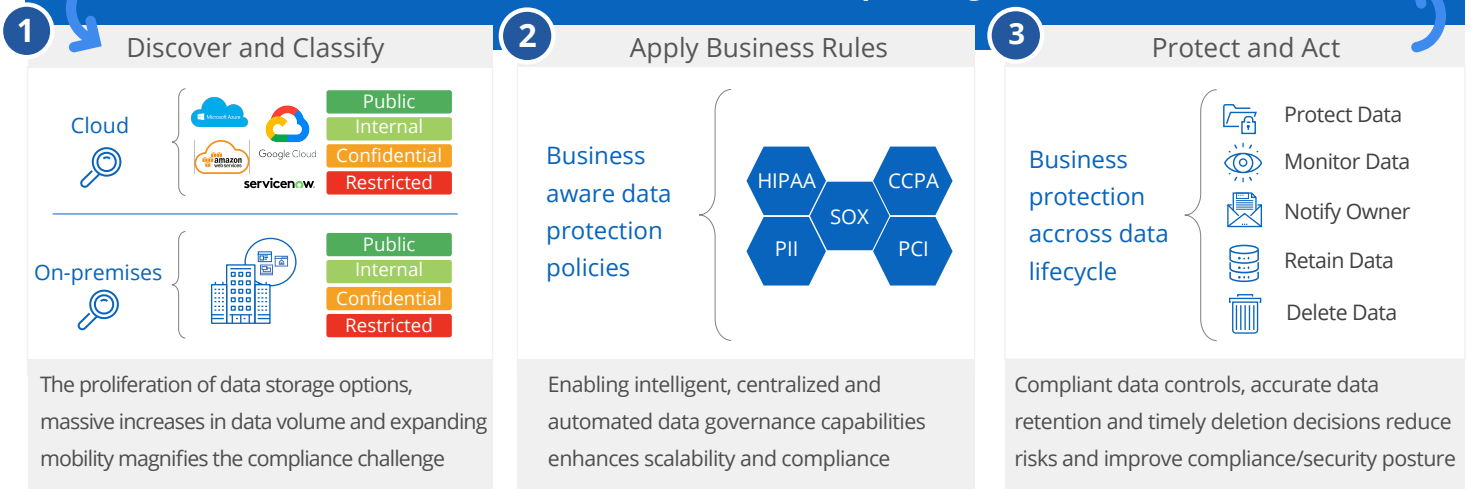 1
Discover and Classify
Cloud
Microsoft Azure
Google Cloud
amazon
web services
servicenow
Public
Internal
Confidential
Restricted
On-premises
Public
Internal
Confidential
Restricted
The proliferation of data storage options,
massive increases in data volume and expanding
mobility magnifies the compliance challenge
2
Apply Business Rules
Business
aware data
protection
policies
HIPAA
CCPA
SOX
PII
PCI
Enabling intelligent, centralized and
automated data governance capabilities
enhances scalability and compliance
3
Protect and Act
Business
protection
accross data
lifecycle
Protect Data
Monitor Data
Notify Owner
Retain Data
Delete Data
Compliant data controls, accurate data
retention and timely deletion decisions reduce
risks and improve compliance/security posture